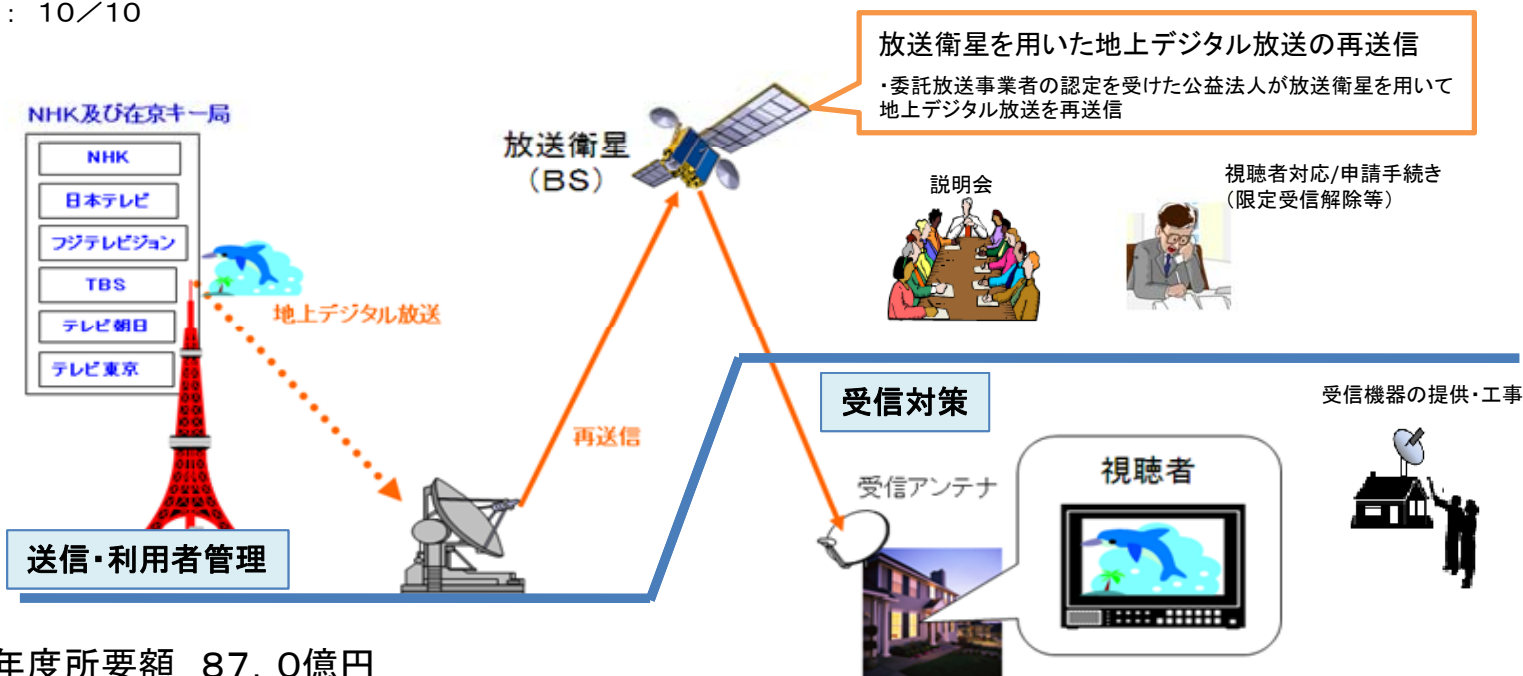 : 10／10
放送衛星を用いた地上デジタル放送の再送信
・委託放送事業者の認定を受けた公益法人が放送衛星を用いて
地上デジタル放送を再送信
NHK及び在京キー局
NHK
日本テレビ
フジテレビジョン
TBS
テレビ朝日
テレビ東京
地上デジタル放送
放送衛星
（BS）
説明会
視聴者対応/申請手続き
（限定受信解除等）
再送信
受信対策
受信機器の提供・工事
受信アンテナ
視聴者
送信・利用者管理
年度所要額 87．0億円